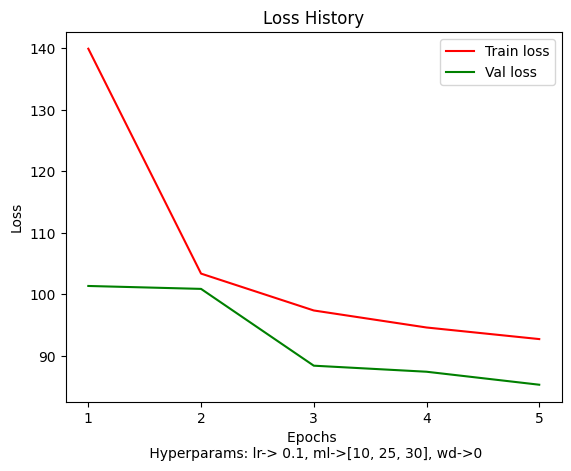 Loss History
Train loss
Val loss
Loss
140
130
120
110
100
90
1 2 3 4 5
Epochs
Hyperparams: lr-> 0.1, ml->[10, 25, 30], wd->0